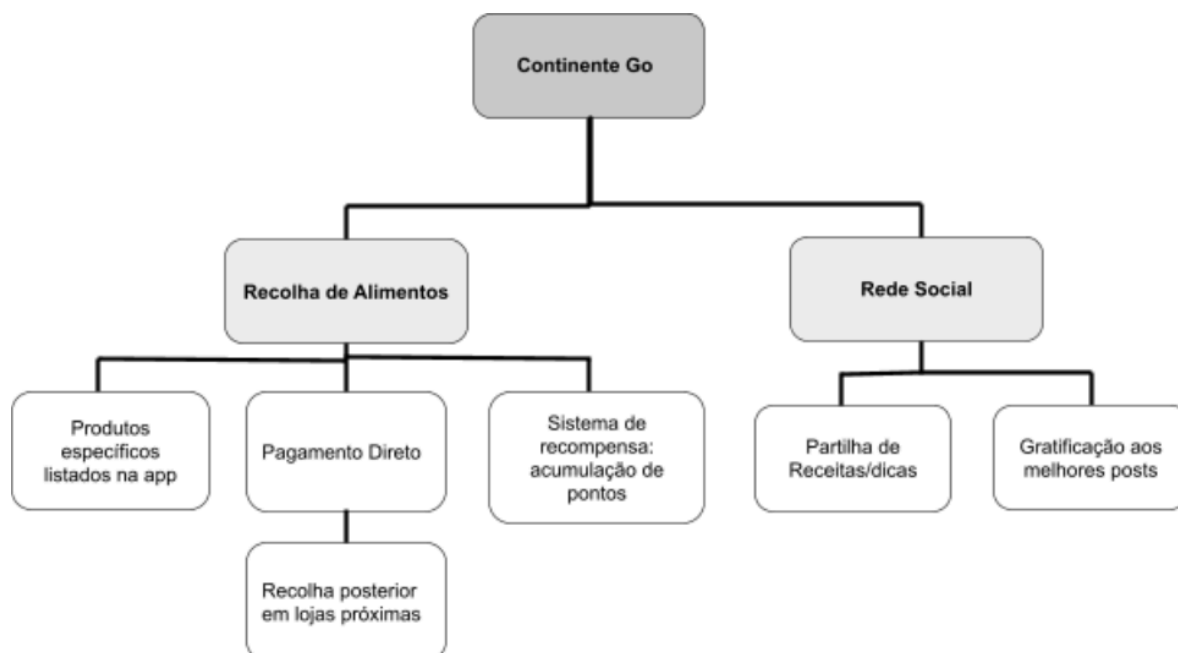 Continente Go
Recolha de Alimentos
Rede Social
Produtos
específicos
listados na app
Pagamento Direto
Sistema de
recompensa:
acumulação de
pontos
Partilha de
Receitas/dicas
Gratificação aos
melhores posts
Recolha posterior
em lojas próximas